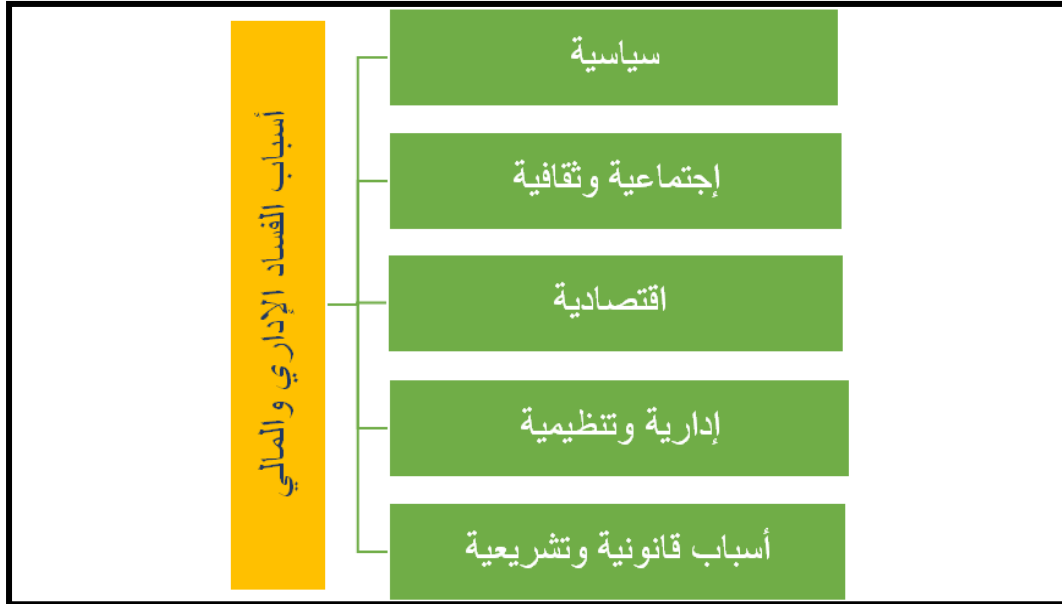 أسباب الفساد الإداري والمالي
سياسية
إجتماعية وثقافية
اقتصادية
إدارية وتنظيمية
أسباب قانونية وتشريعية